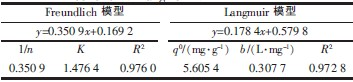 Freundlich 模型 Langmuir 模型
y=0.350 9x+0.169 2 y=0.178 4x+0.579 8
1/n K R² q⁰/(mg·g⁻¹) b/(L·mg⁻¹) R²
0.350 9 1.476 4 0.976 0 5.605 4 0.307 7 0.972 8